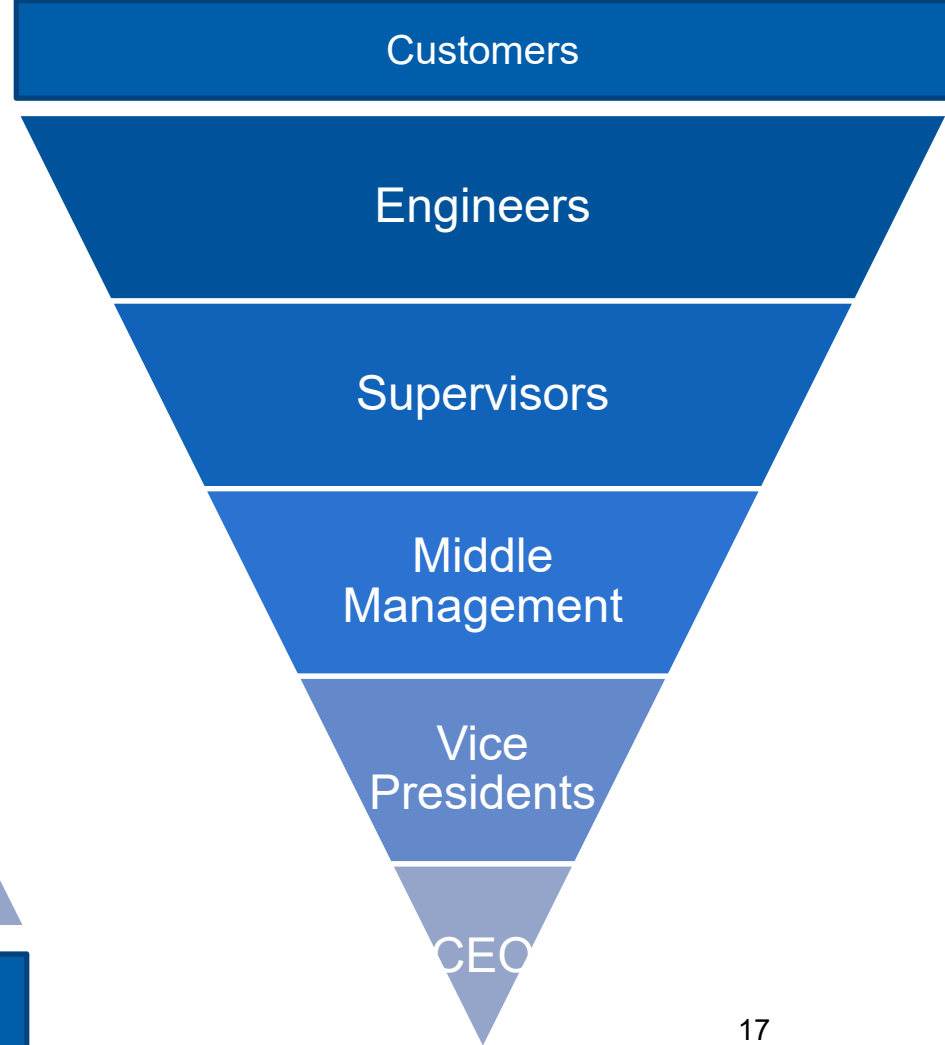 Customers
Engineers
Supervisors
Middle
Management
Vice
Presidents
CEO
17